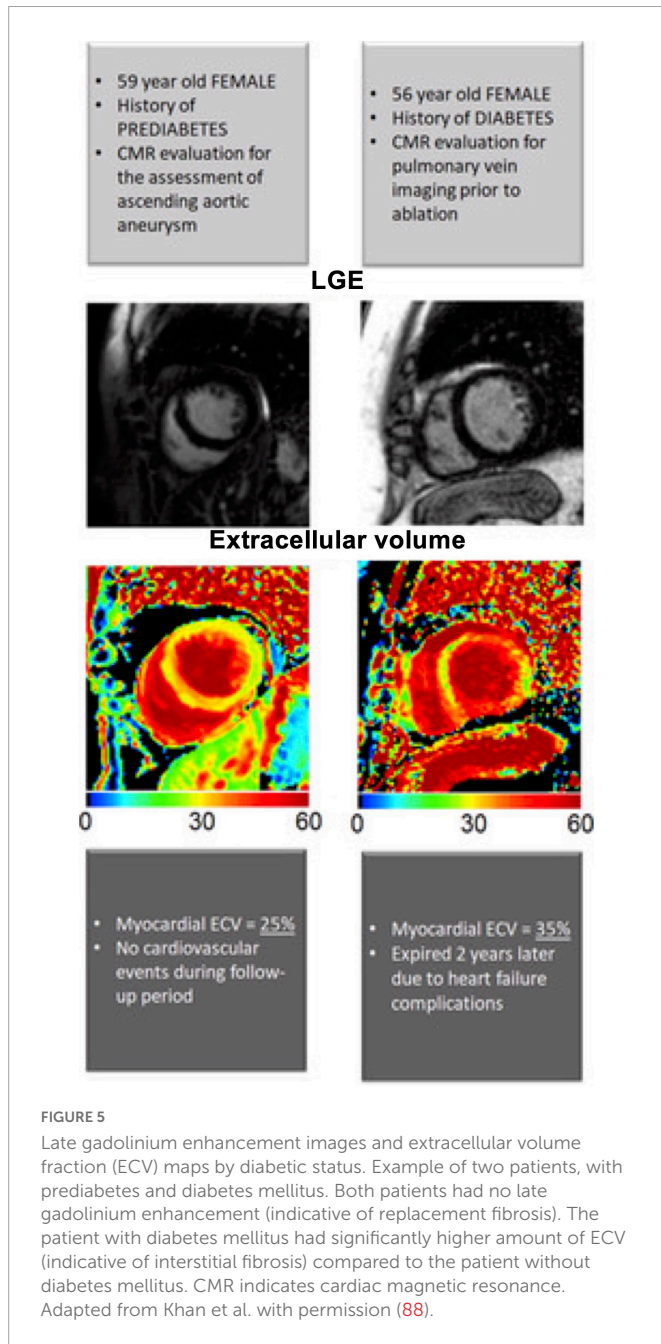 • 59 year old FEMALE
• History of
PREDIABETES
• CMR evaluation for
the assessment of
ascending aortic
aneurysm
• 56 year old FEMALE
• History of DIABETES
• CMR evaluation for
pulmonary vein
imaging prior to
ablation
LGE
Extracellular volume
0 30 60
0 30 60
• Myocardial ECV = 25%
• No cardiovascular
events during follow-
up period
• Myocardial ECV = 35%
• Expired 2 years later
due to heart failure
complications
FIGURE 5
Late gadolinium enhancement images and extracellular volume
fraction (ECV) maps by diabetic status. Example of two patients, with
prediabetes and diabetes mellitus. Both patients had no late
gadolinium enhancement (indicative of replacement fibrosis). The
patient with diabetes mellitus had significantly higher amount of ECV
(indicative of interstitial fibrosis) compared to the patient without
diabetes mellitus. CMR indicates cardiac magnetic resonance.
Adapted from Khan et al. with permission (88).